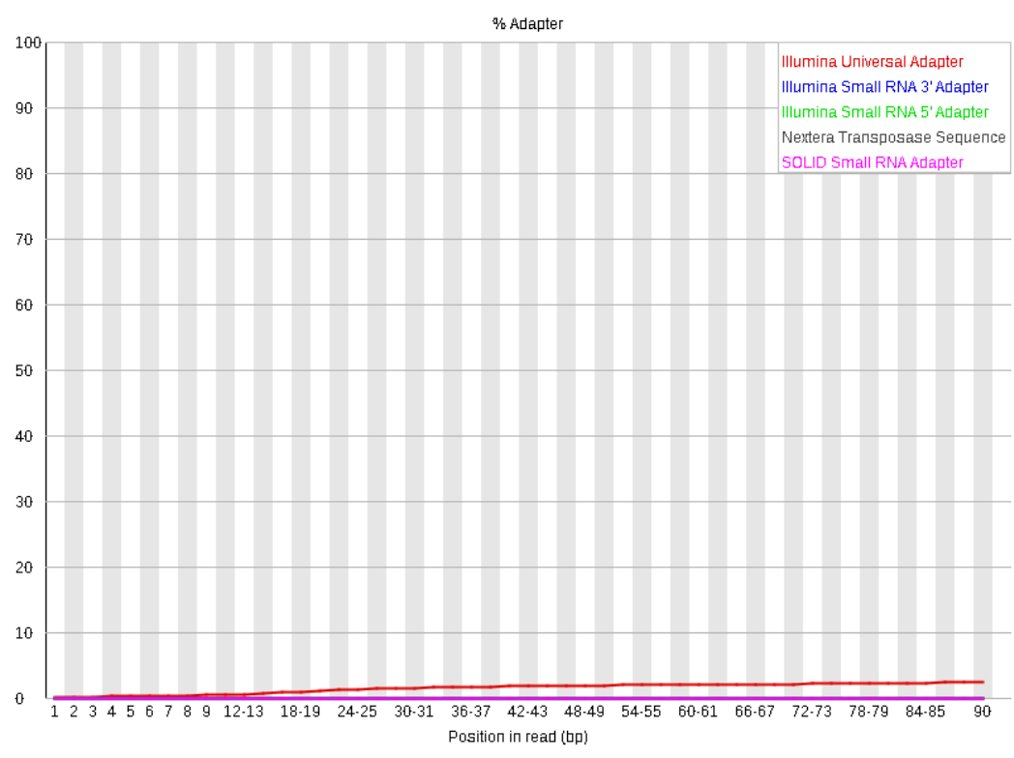 % Adapter
100
90
80
70
60
50
40
30
20
10
0
Illumina Universal Adapter
Illumina Small RNA 3' Adapter
Illumina Small RNA 5' Adapter
Nextera Transposase Sequence
SOLID Small RNA Adapter
1 2 3 4 5 6 7 8 9 12-13 18-19 24-25 30-31 36-37 42-43 48-49 54-55 60-61 66-67 72-73 78-79 84-85 90
Position in read (bp)